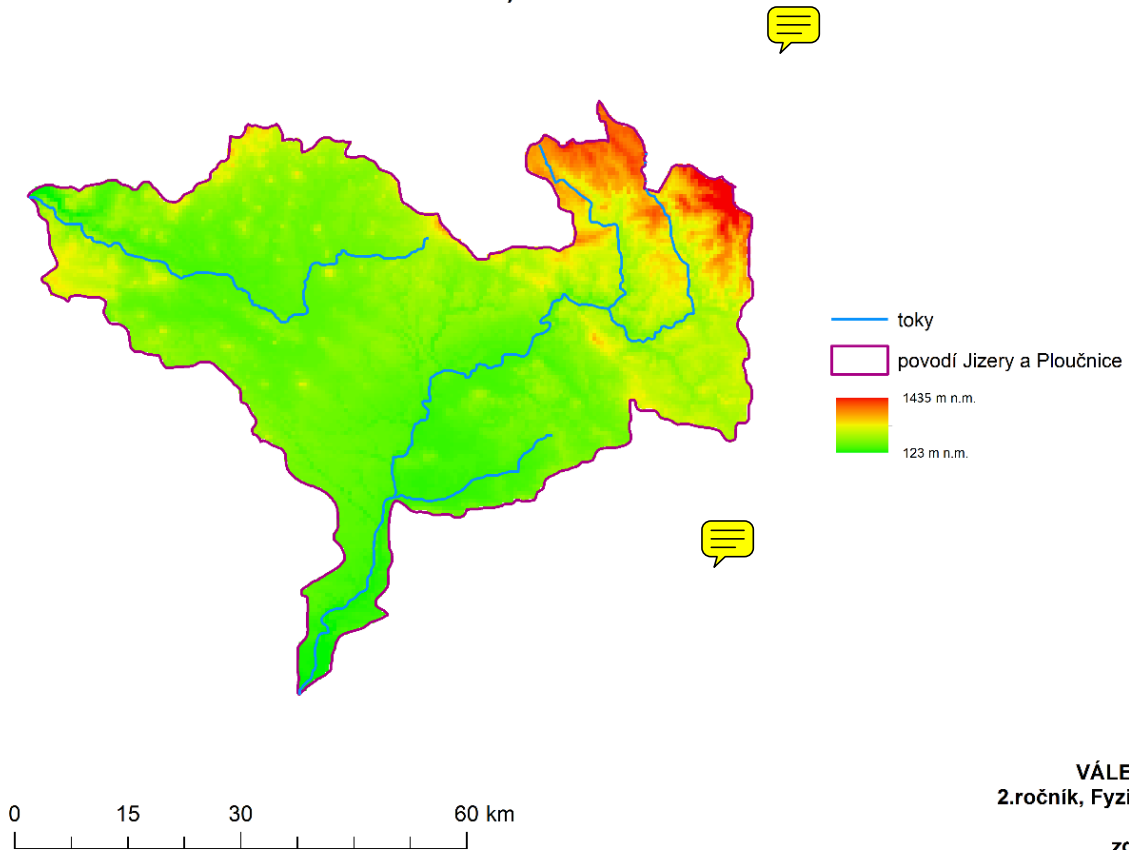 toky
povodí Jizery a Ploučnice
1435 m n.m.
123 m n.m.
VÁLE
2.ročník, Fyzi
0 15 30 60 km